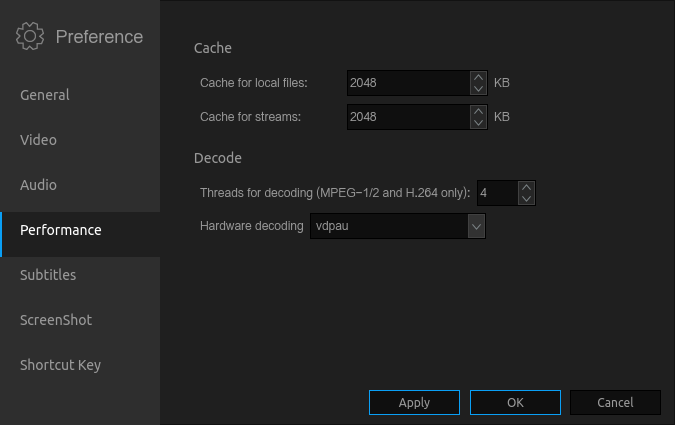 Preference
General
Video
Audio
Performance
Subtitles
ScreenShot
Shortcut Key
Cache
Cache for local files: 2048 KB
Cache for streams: 2048 KB
Decode
Threads for decoding (MPEG-1/2 and H.264 only): 4
Hardware decoding vdpau
Apply OK Cancel